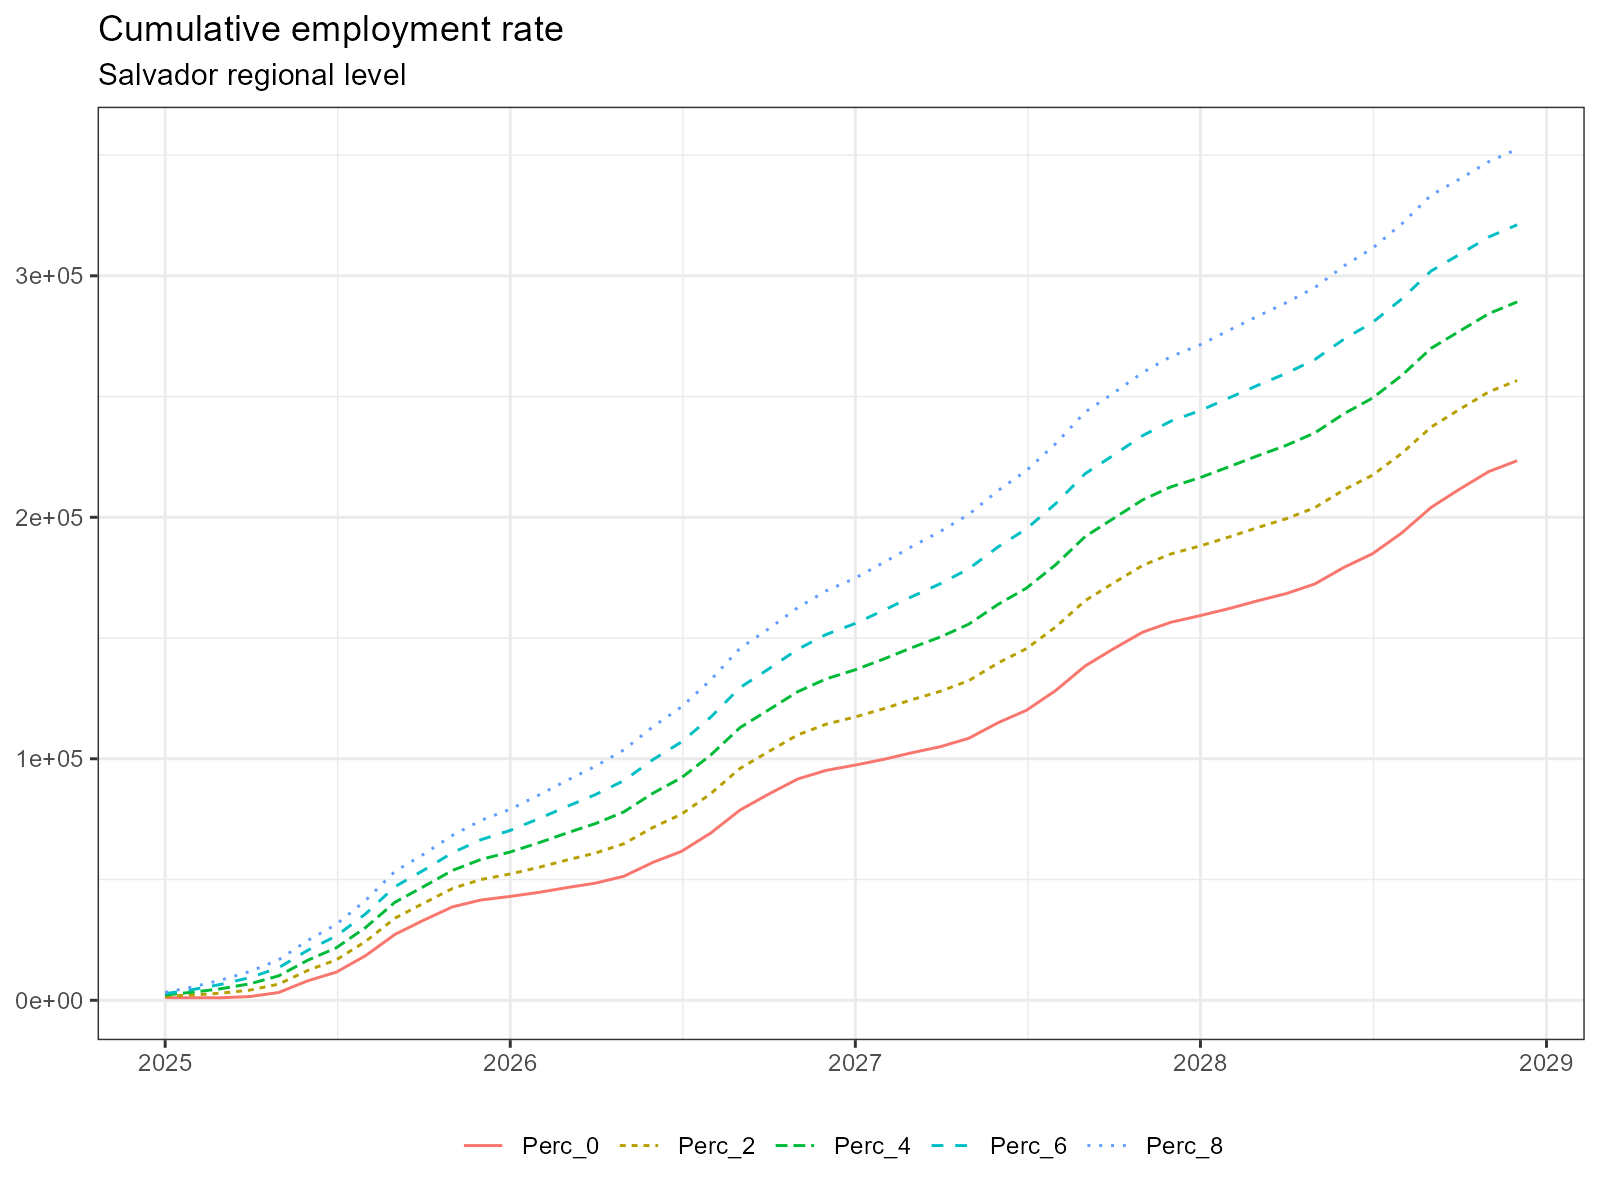 Cumulative employment rate
Salvador regional level
3e+05
2e+05
1e+05
0e+00
2025 2026 2027 2028 2029
Perc_0 Perc_2 Perc_4 Perc_6 Perc_8